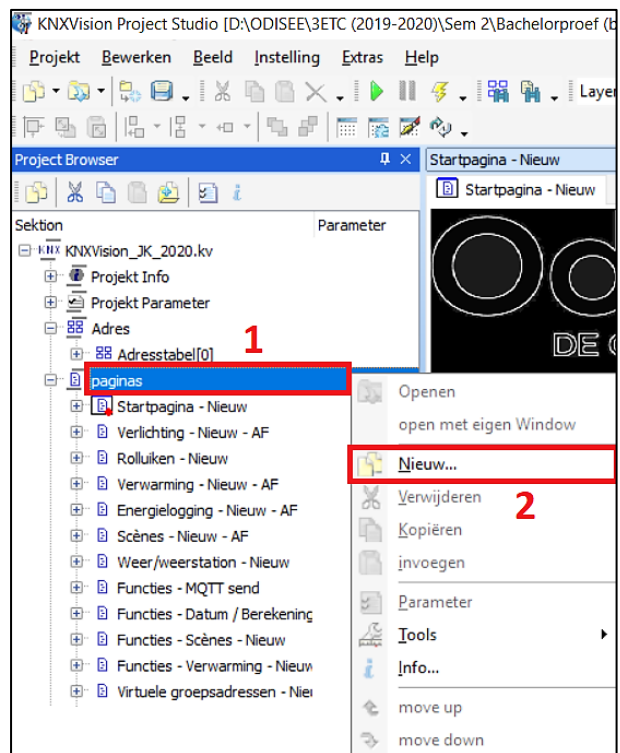 KNXVision Project Studio [D:\ODISEE\3ETC (2019-2020)\Sem 2\Bachelorproef (b
Projekt Bewerken Beeld Instelling Extras Help
Layer
Project Browser
Startpagina - Nieuw
Startpagina - Nieuw
Sektion Parameter
KNX KNXVision_JK_2020.kv
Projekt Info
Projekt Parameter
Adres
1
Adresstabel[0]
DE
paginas
Startpagina - Nieuw
Verlichting - Nieuw - AF
Rolluiken - Nieuw
Verwarming - Nieuw - AF
Energielogging - Nieuw - AF
Scènes - Nieuw - AF
Weer/weerstation - Nieuw
Functies - MQTT send
Functies - Datum / Berekening
Functies - Scènes - Nieuw
Functies - Verwarming - Nieuw
Virtuele groepsadressen - Nie
Openen
open met eigen Window
Nieuw...
2
Verwijderen
Kopiëren
invoegen
Parameter
Tools
Info...
move up
move down